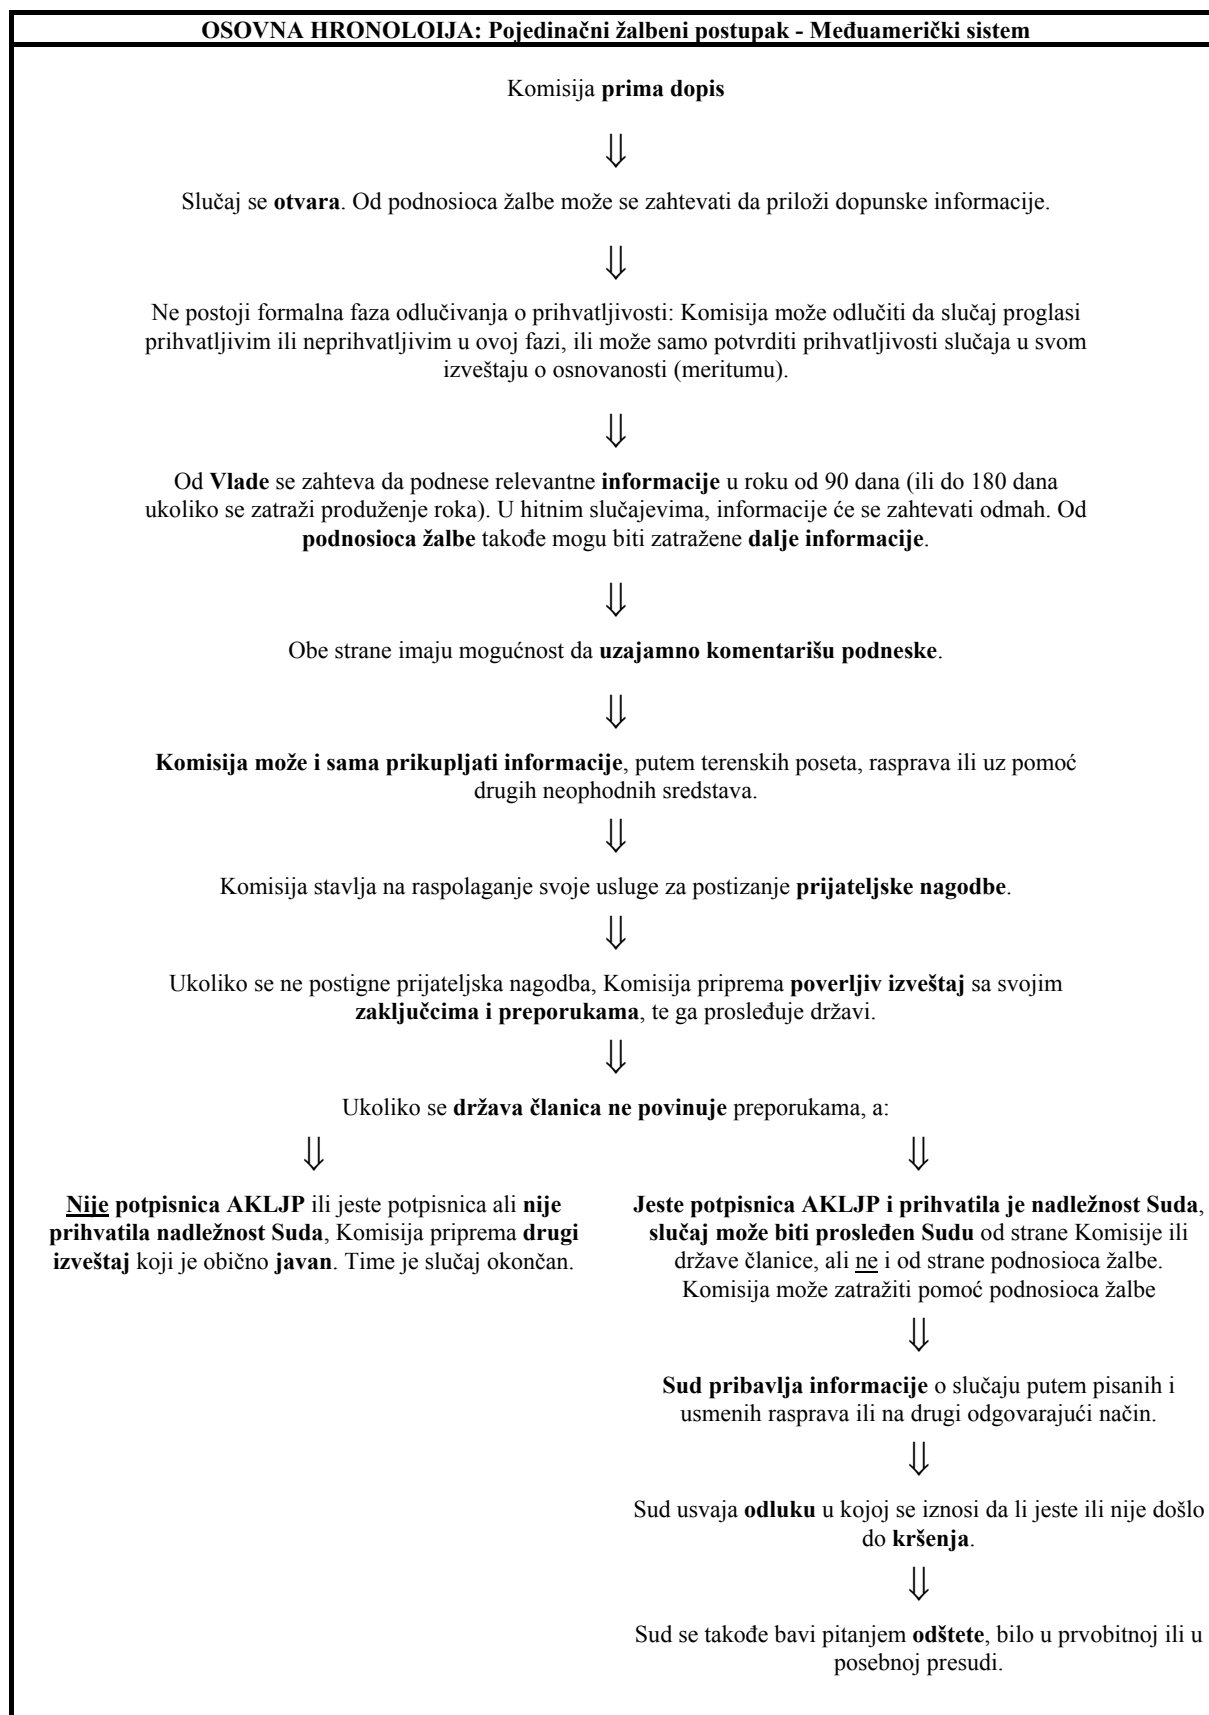 OSOVNA HRONOLOIJA: Pojedinačni žalbeni postupak - Međuamerički sistem
Komisija prima dopis
⇓
Slučaj se otvara. Od podnosioca žalbe može se zahtevati da priloži dopunske informacije.
⇓
Ne postoji formalna faza odlučivanja o prihvatljivosti: Komisija može odlučiti da slučaj proglasi
prihvatljivim ili neprihvatljivim u ovoj fazi, ili može samo potvrditi prihvatljivosti slučaja u svom
izveštaju o osnovanosti (meritumu).
⇓
Od Vlade se zahteva da podnese relevantne informacije u roku od 90 dana (ili do 180 dana
ukoliko se zatraži produženje roka). U hitnim slučajevima, informacije će se zahtevati odmah. Od
podnosioca žalbe takođe mogu biti zatražene dalje informacije.
⇓
Obe strane imaju mogućnost da uzajamno komentarišu podneske.
⇓
Komisija može i sama prikupljati informacije, putem terenskih poseta, rasprava ili uz pomoć
drugih neophodnih sredstava.
⇓
Komisija stavlja na raspolaganje svoje usluge za postizanje prijateljske nagodbe.
⇓
Ukoliko se ne postigne prijateljska nagodba, Komisija priprema poverljiv izveštaj sa svojim
zaključcima i preporukama, te ga prosleđuje državi.
⇓
Ukoliko se država članica ne povinuje preporukama, a:
⇓
Nije potpisnica AKLJP ili jeste potpisnica ali nije
prihvatila nadležnost Suda, Komisija priprema drugi
izveštaj koji je obično javan. Time je slučaj okončan.
⇓
Jeste potpisnica AKLJP i prihvatila je nadležnost Suda,
slučaj može biti prosleđen Sudu od strane Komisije ili
države članice, ali ne i od strane podnosioca žalbe.
Komisija može zatražiti pomoć podnosioca žalbe
⇓
Sud pribavlja informacije o slučaju putem pisanih i
usmenih rasprava ili na drugi odgovarajući način.
⇓
Sud usvaja odluku u kojoj se iznosi da li jeste ili nije došlo
do kršenja.
⇓
Sud se takođe bavi pitanjem odštete, bilo u prvobitnoj ili u
posebnoj presudi.